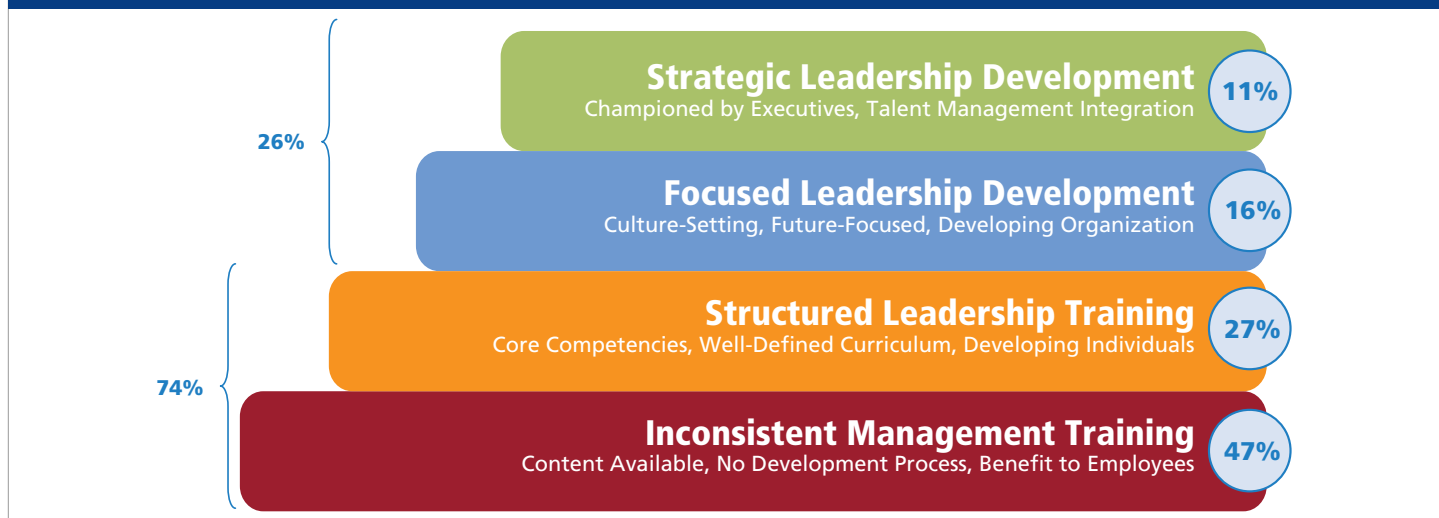 Strategic Leadership Development
Championed by Executives, Talent Management Integration
11%
26%
Focused Leadership Development
Culture-Setting, Future-Focused, Developing Organization
16%
Structured Leadership Training
Core Competencies, Well-Defined Curriculum, Developing Individuals
27%
74%
Inconsistent Management Training
Content Available, No Development Process, Benefit to Employees
47%